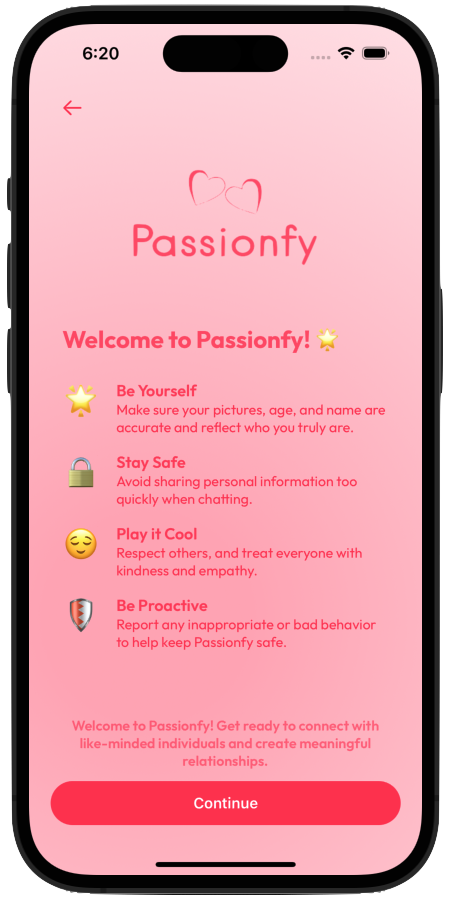 6:20
Passionfy
Welcome to Passionfy! 🌟
Be Yourself
Make sure your pictures, age, and name are
accurate and reflect who you truly are.
Stay Safe
Avoid sharing personal information too
quickly when chatting.
Play it Cool
Respect others, and treat everyone with
kindness and empathy.
Be Proactive
Report any inappropriate or bad behavior
to help keep Passionfy safe.
Welcome to Passionfy! Get ready to connect with
like-minded individuals and create meaningful
relationships.
Continue